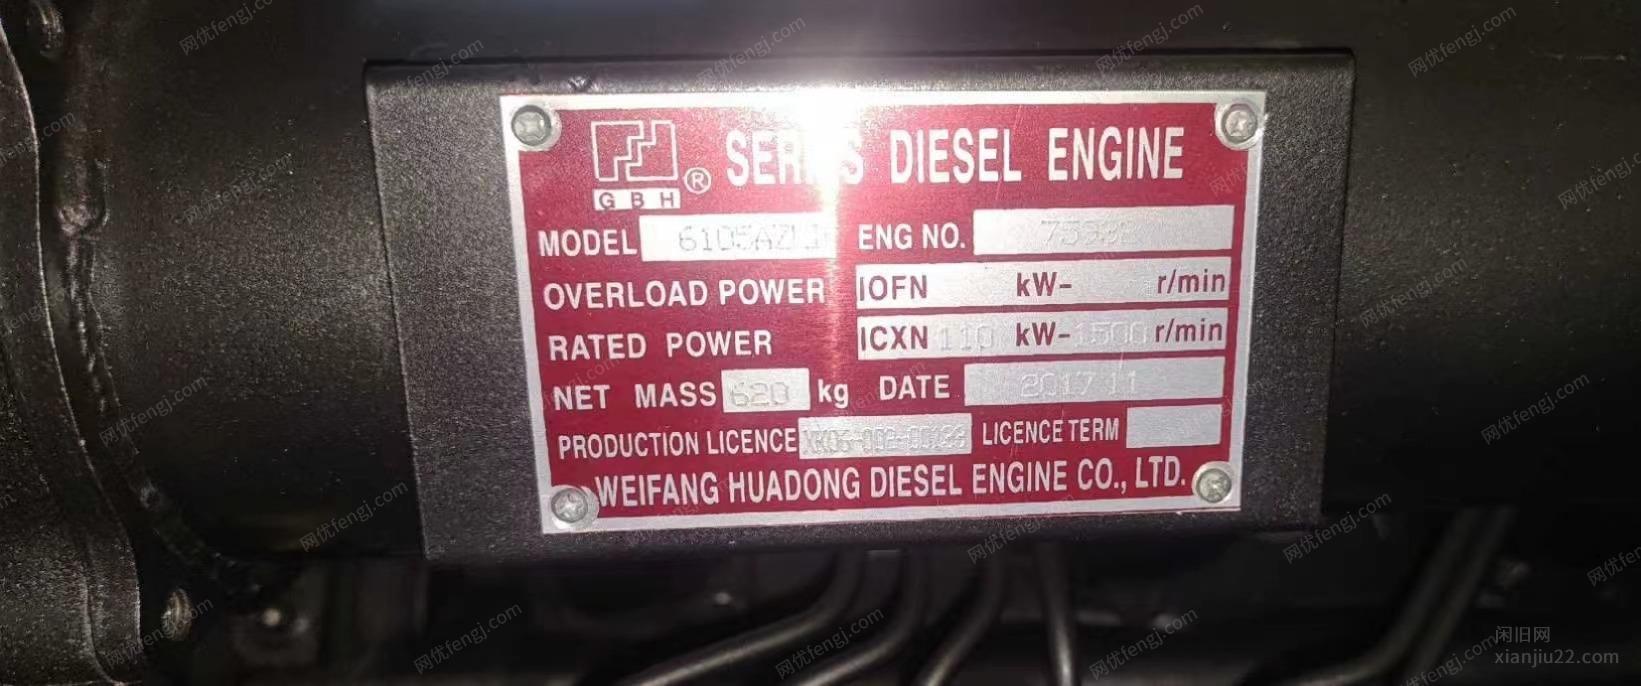 GBH ® SERIES DIESEL ENGINE
MODEL ENG NO.
OVERLOAD POWER IOFN kW- r/min
RATED POWER ICXN 110 kW-1500 r/min
NET MASS 620 kg DATE 2017 11
PRODUCTION LICENCE LICENCE TERM
WEIFANG HUADONG DIESEL ENGINE CO., LTD.
网优fengj.com
闲旧网
xianjiu22.com